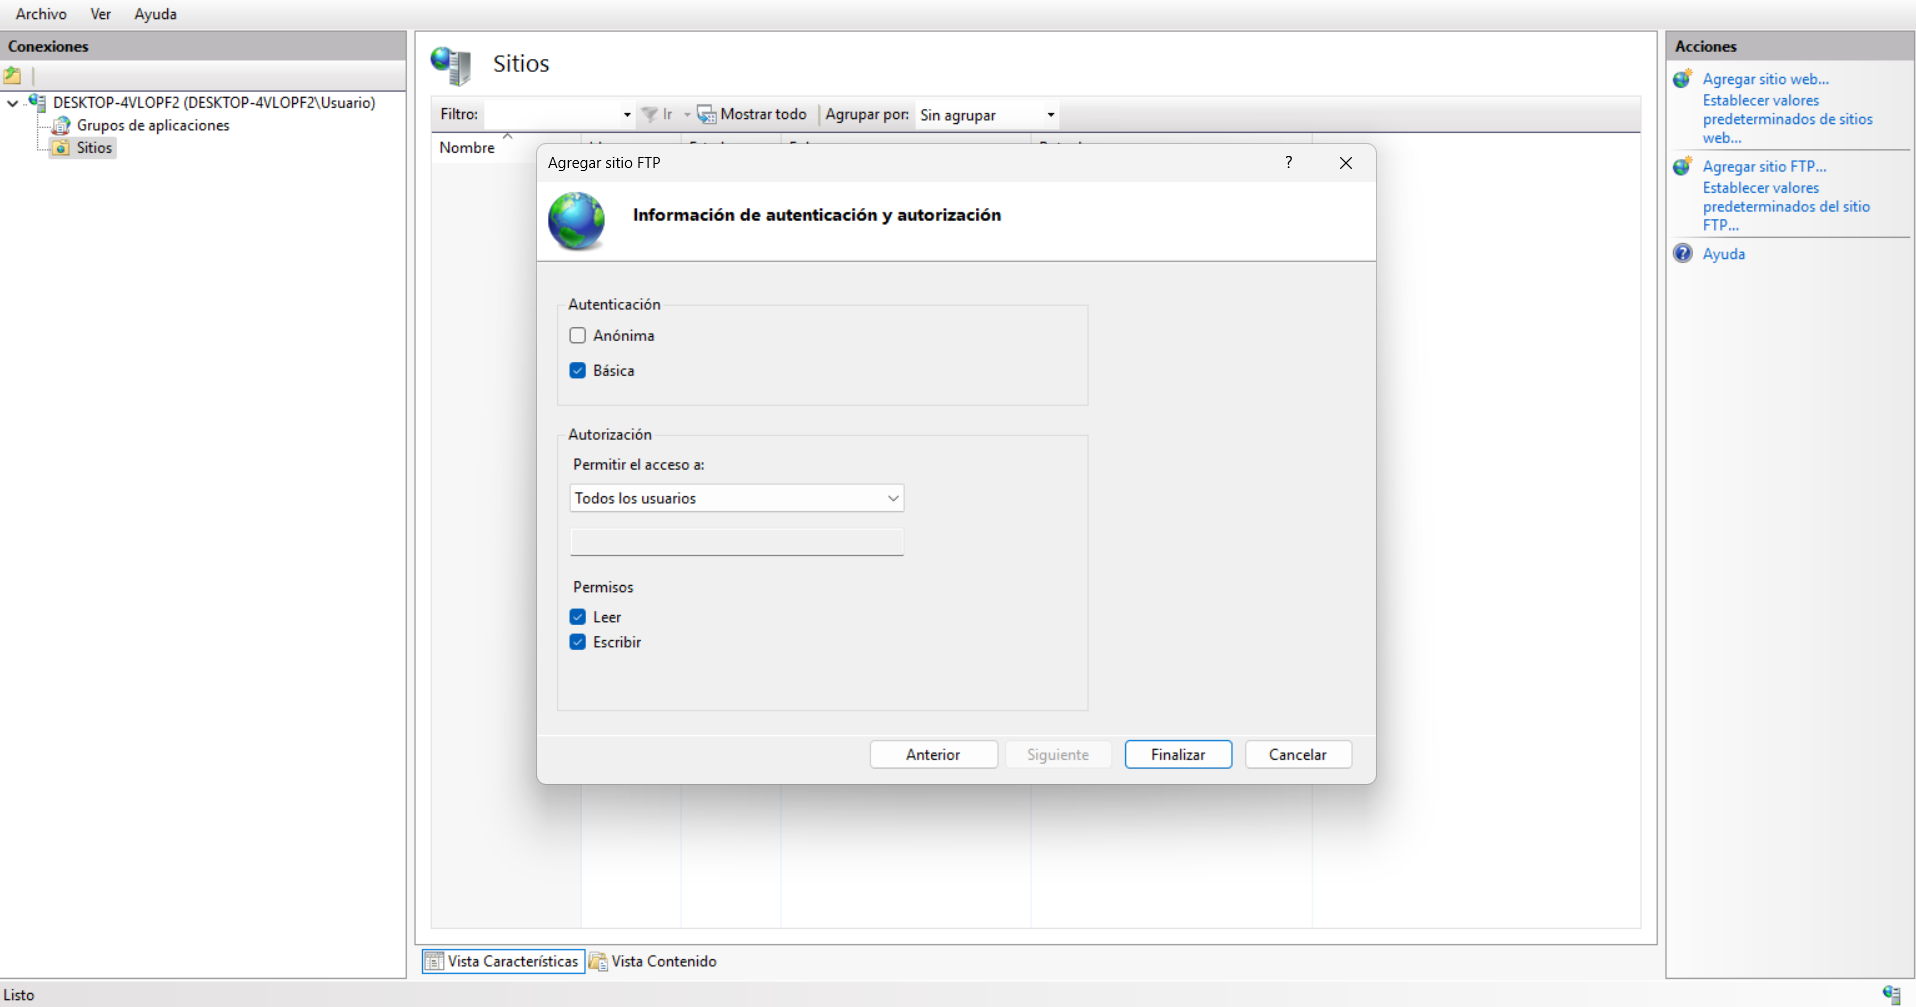 Archivo Ver Ayuda
Conexiones
DESKTOP-4VLOPF2 (DESKTOP-4VLOPF2\Usuario)
Grupos de aplicaciones
Sitios
Sitios
Filtro: Ir Mostrar todo Agrupar por: Sin agrupar
Nombre
Agregar sitio FTP ?
Información de autenticación y autorización
Autenticación
Anónima
Básica
Autorización
Permitir el acceso a:
Todos los usuarios
Permisos
Leer
Escribir
Anterior Siguiente Finalizar Cancelar
Vista Características Vista Contenido
Acciones
Agregar sitio web...
Establecer valores
predeterminados de sitios
web...
Agregar sitio FTP...
Establecer valores
predeterminados del sitio
FTP...
? Ayuda
Listo